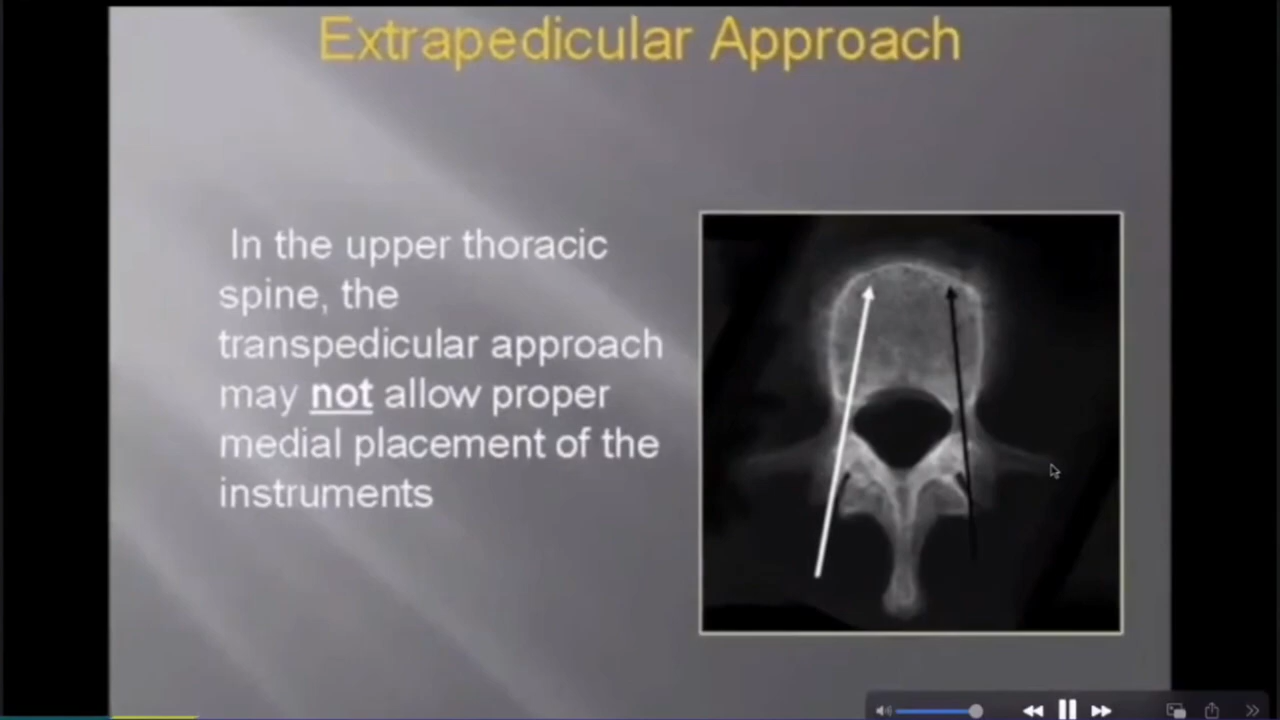 Extrapedicular Approach
In the upper thoracic
spine, the
transpedicular approach
may not allow proper
medial placement of the
instruments